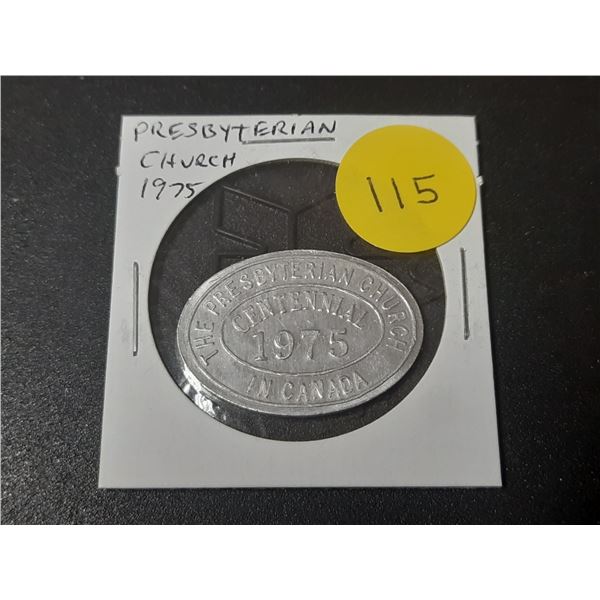 PRESBYTERIAN
CHURCH
1975
115
THE PRESBYTERIAN CHURCH
CENTENNIAL
1975
IN CANADA